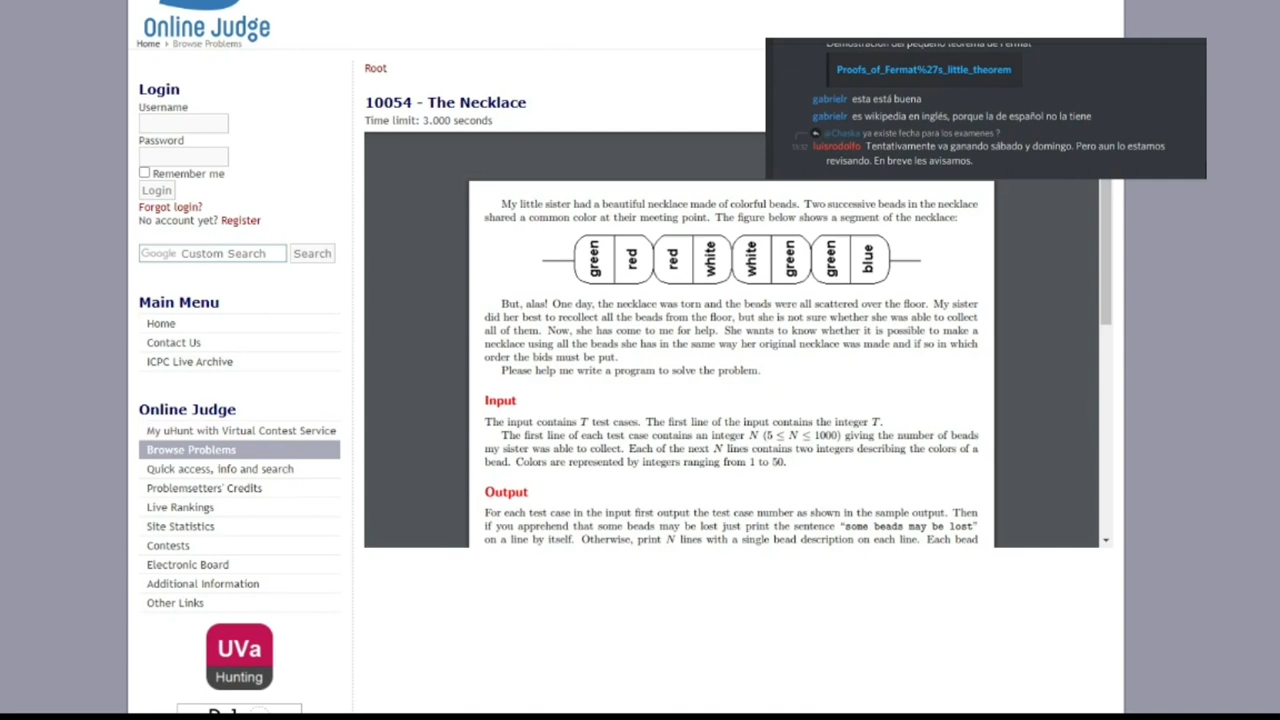 Online Judge
Home Browse Problems
Login
Username
Password
Remember me
Login
Forgot login?
No account yet? Register
Google Custom Search Search
Main Menu
Home
Contact Us
ICPC Live Archive
Online Judge
My uHunt with Virtual Contest Service
Browse Problems
Quick access, info and search
Problemsetters' Credits
Live Rankings
Site Statistics
Contests
Electronic Board
Additional Information
Other Links
UVa
Hunting
Root
10054 - The Necklace
Time limit: 3.000 seconds
My little sister had a beautiful necklace made of colorful beads. Two successive beads in the necklace
shared a common color at their meeting point. The figure below shows a segment of the necklace:
green red red white white green green blue
But, alas! One day, the necklace was torn and the beads were all scattered over the floor. My sister
did her best to recollect all the beads from the floor, but she is not sure whether she was able to collect
all of them. Now, she has come to me for help. She wants to know whether it is possible to make a
necklace using all the beads she has in the same way her original necklace was made and if so in which
order the bids must be put.
Please help me write a program to solve the problem.
Input
The input contains T test cases. The first line of the input contains the integer T.
The first line of each test case contains an integer N (5 ≤ N ≤ 1000) giving the number of beads
my sister was able to collect. Each of the next N lines contains two integers describing the colors of a
bead. Colors are represented by integers ranging from 1 to 50.
Output
For each test case in the input first output the test case number as shown in the sample output. Then
if you apprehend that some beads may be lost just print the sentence "some beads may be lost"
on a line by itself. Otherwise, print N lines with a single bead description on each line. Each bead
Demostración del pequeño teorema de Fermat
Proofs_of_Fermat%27s_little_theorem
gabrielr esta está buena
gabrielr es wikipedia en inglés, porque la de español no la tiene
@Chaska ya existe fecha para los examenes ?
luisrodolfo Tentativamente va ganando sábado y domingo. Pero aun lo estamos
revisando. En breve les avisamos.